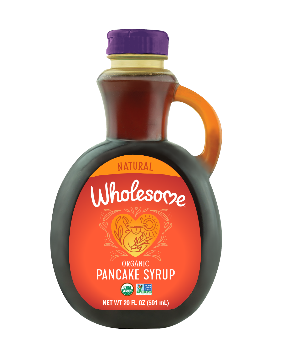 NATURAL
Wholesome
ORGANIC
PANCAKE SYRUP
NET WT 20 FL OZ (591 mL)